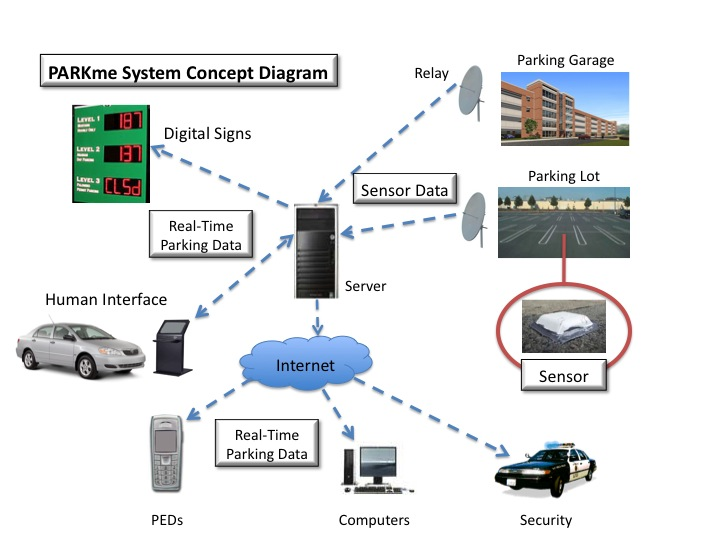 PARKme System Concept Diagram
Relay
Parking Garage
LEVEL 1
187
LEVEL 2
137
LEVEL 3
CLSd
Digital Signs
Sensor Data
Parking Lot
Real-Time
Parking Data
Server
Human Interface
Internet
Sensor
Real-Time
Parking Data
PEDs
Computers
Security